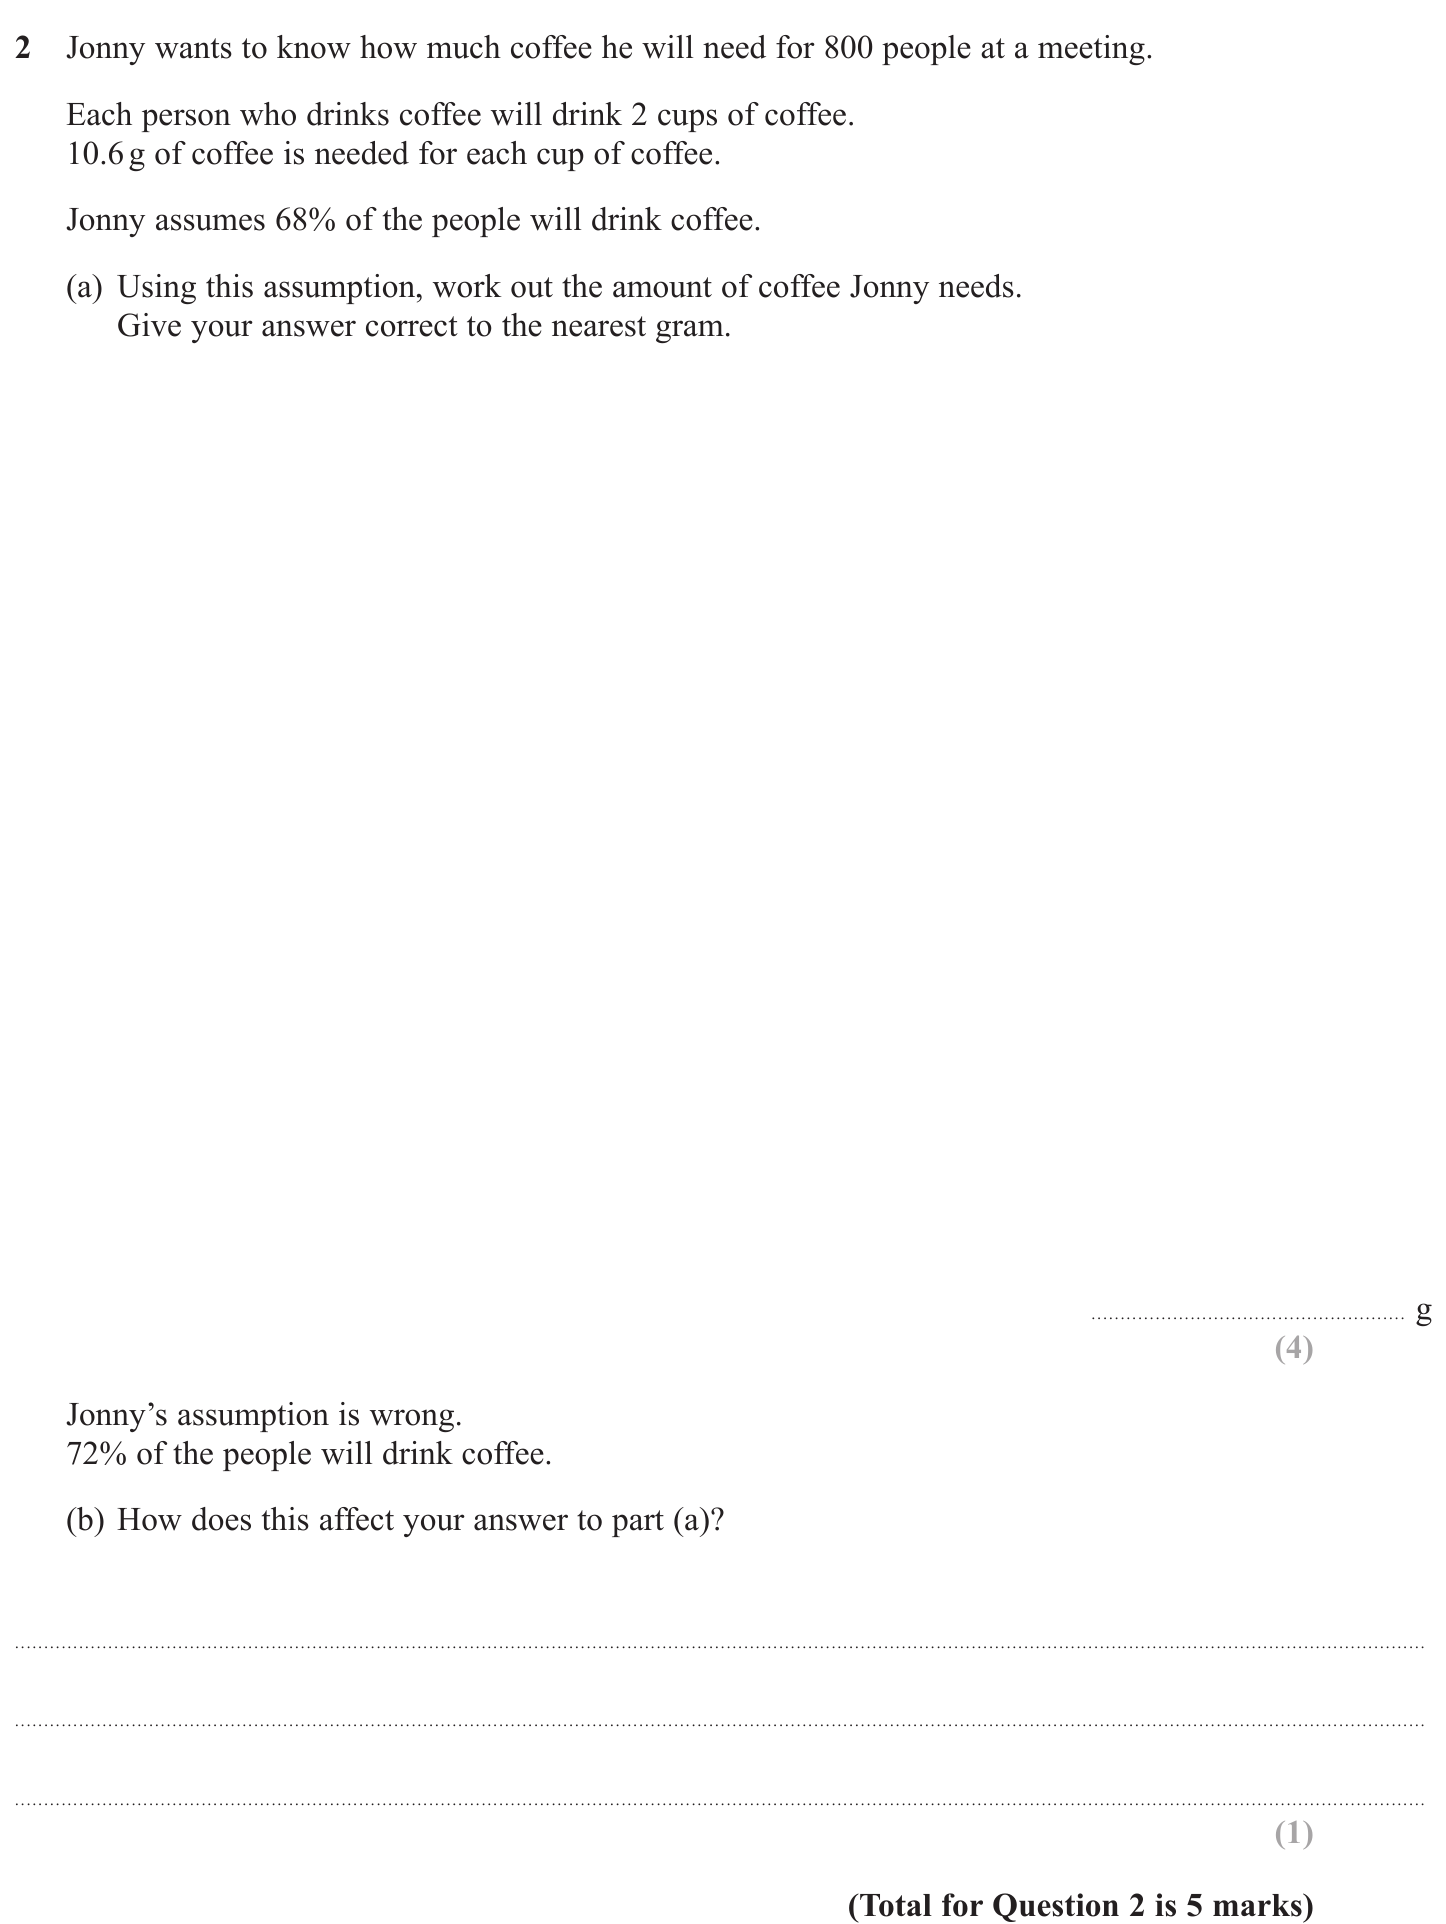 2 Jonny wants to know how much coffee he will need for 800 people at a meeting.
Each person who drinks coffee will drink 2 cups of coffee.
10.6 g of coffee is needed for each cup of coffee.
Jonny assumes 68% of the people will drink coffee.
(a) Using this assumption, work out the amount of coffee Jonny needs.
Give your answer correct to the nearest gram.
g
(4)
Jonny’s assumption is wrong.
72% of the people will drink coffee.
(b) How does this affect your answer to part (a)?
(1)
(Total for Question 2 is 5 marks)